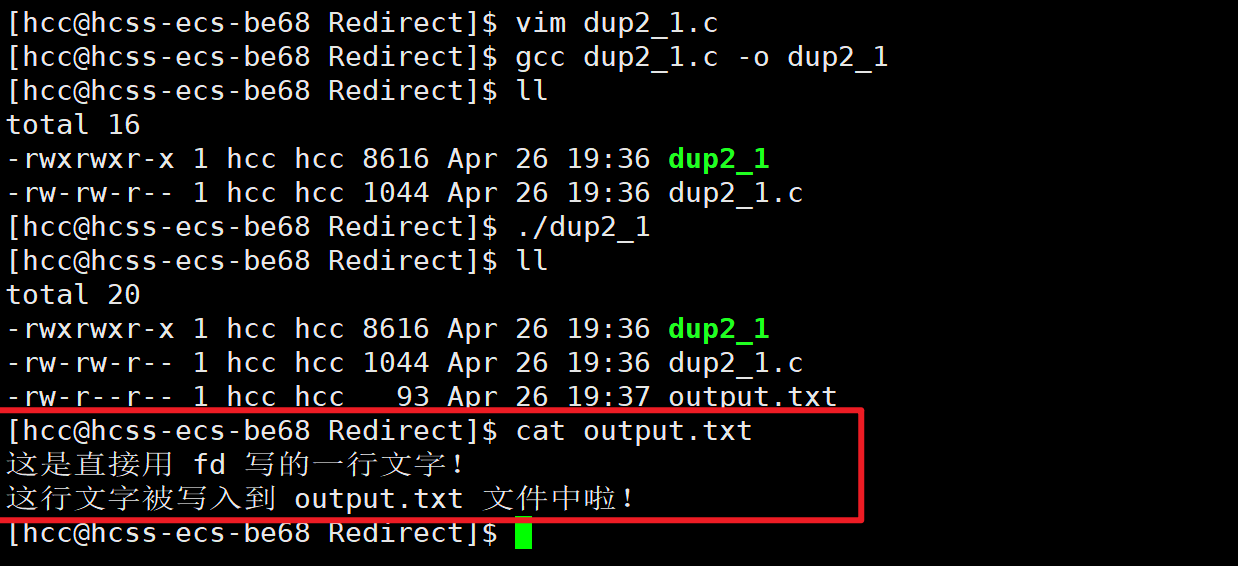 [hcc@hcss-ecs-be68 Redirect]$ vim dup2_1.c
[hcc@hcss-ecs-be68 Redirect]$ gcc dup2_1.c -o dup2_1
[hcc@hcss-ecs-be68 Redirect]$ ll
total 16
-rwxrwxr-x 1 hcc hcc 8616 Apr 26 19:36 dup2_1
-rw-rw-r-- 1 hcc hcc 1044 Apr 26 19:36 dup2_1.c
[hcc@hcss-ecs-be68 Redirect]$ ./dup2_1
[hcc@hcss-ecs-be68 Redirect]$ ll
total 20
-rwxrwxr-x 1 hcc hcc 8616 Apr 26 19:36 dup2_1
-rw-rw-r-- 1 hcc hcc 1044 Apr 26 19:36 dup2_1.c
-rw-r--r-- 1 hcc hcc   93 Apr 26 19:37 output.txt
[hcc@hcss-ecs-be68 Redirect]$ cat output.txt
这是直接用 fd 写的一行文字！
这行文字被写入到 output.txt 文件中啦！
[hcc@hcss-ecs-be68 Redirect]$